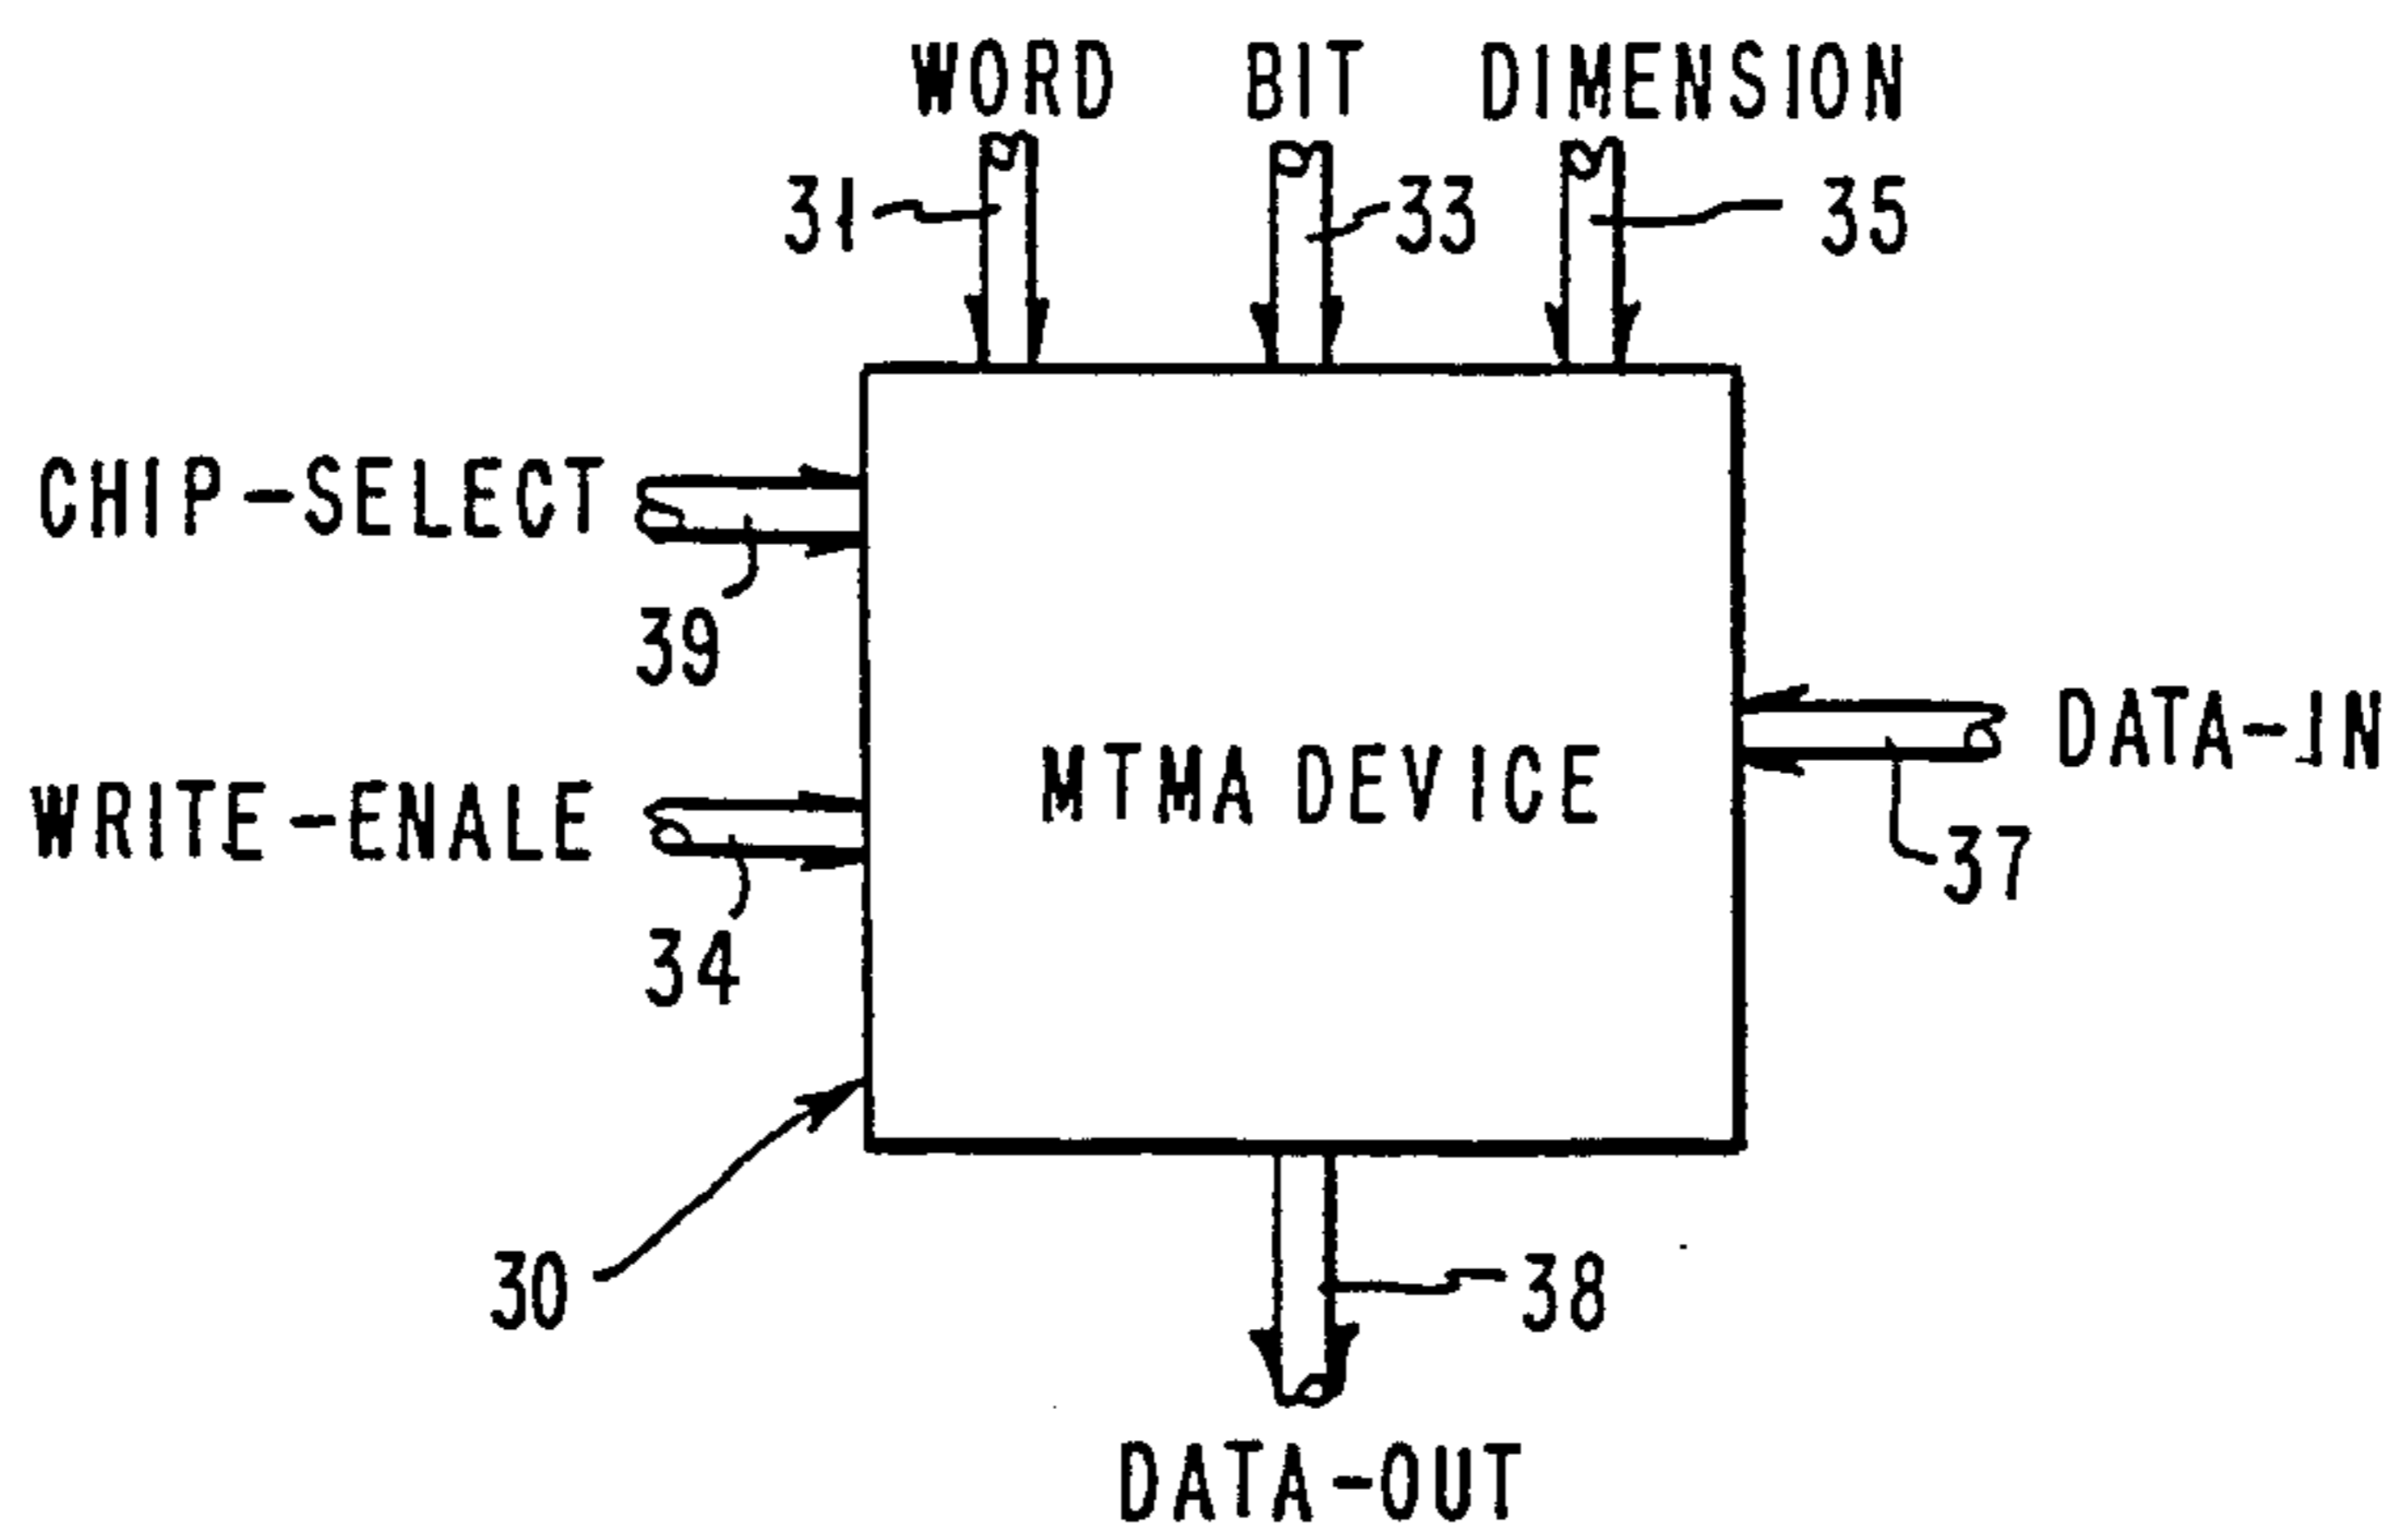 WORD BIT DIMENSION
31 33 35
CHIP-SELECT
39
DATA-IN
MTMA DEVICE
WRITE-ENALE
37
34
30 38
DATA-OUT